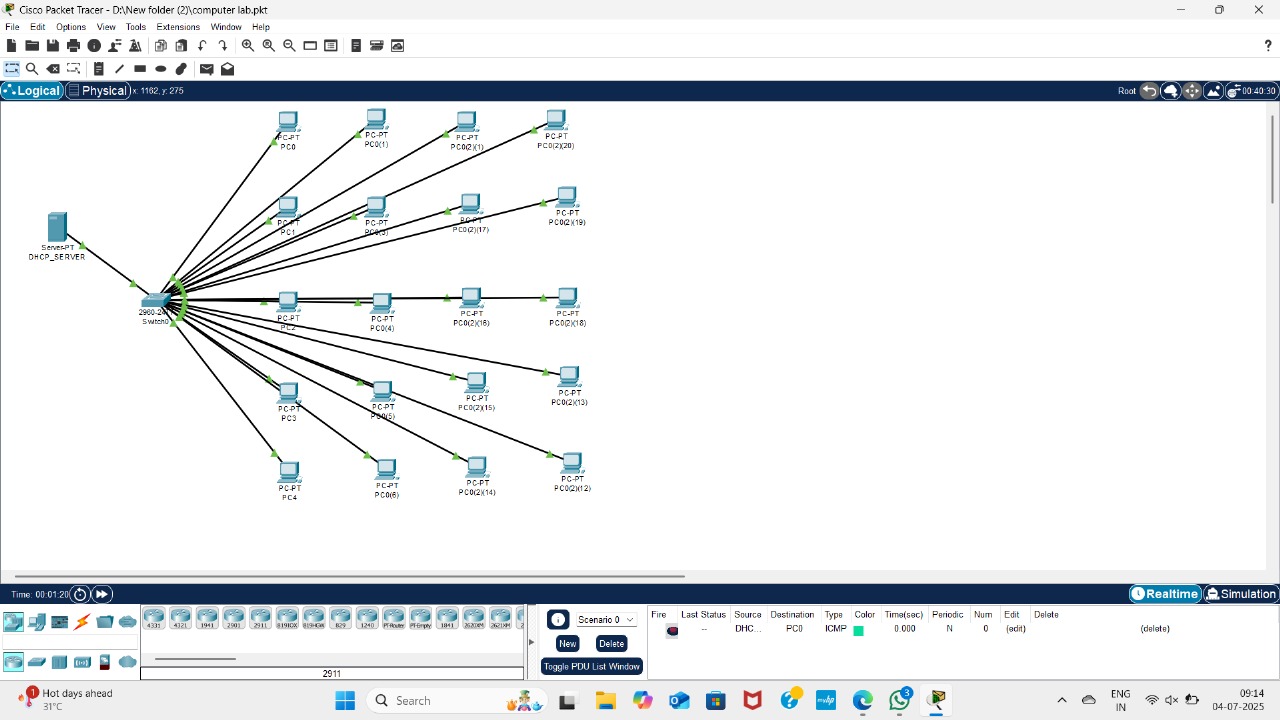 Cisco Packet Tracer - D:\New folder (2)\computer lab.pkt
File Edit Options View Tools Extensions Window Help
?
Logical Physical x: 1162, y: 275 Root 00:40:30
PC-PT
PC0
PC-PT
PC0(1)
PC-PT
PC0(2)(1)
PC-PT
PC0(2)(20)
PC-PT
PC1
PC-PT
PC0(3)
PC-PT
PC0(2)(17)
PC-PT
PC0(2)(19)
Server-PT
DHCP_SERVER
Switch0
PC-PT
PC2
PC-PT
PC0(4)
PC-PT
PC0(2)(16)
PC-PT
PC0(2)(18)
PC-PT
PC3
PC-PT
PC0(5)
PC-PT
PC0(2)(15)
PC-PT
PC0(2)(13)
PC-PT
PC4
PC-PT
PC0(6)
PC-PT
PC0(2)(14)
PC-PT
PC0(2)(12)
Time: 00:01:20 Realtime Simulation
4331 4321 1941 2901 2911 819IOX 819HGW 829 1240 PT-Router PT-Empty 1841 2620XM 2621XM
2911
Scenario 0
New Delete
Toggle PDU List Window
Fire Last Status Source Destination Type Color Time(sec) Periodic Num Edit Delete
-- DHC... PC0 ICMP 0.000 N 0 (edit) (delete)
1
Hot days ahead
31°C
Search
myhp
3
ENG
IN
09:14
04-07-2025